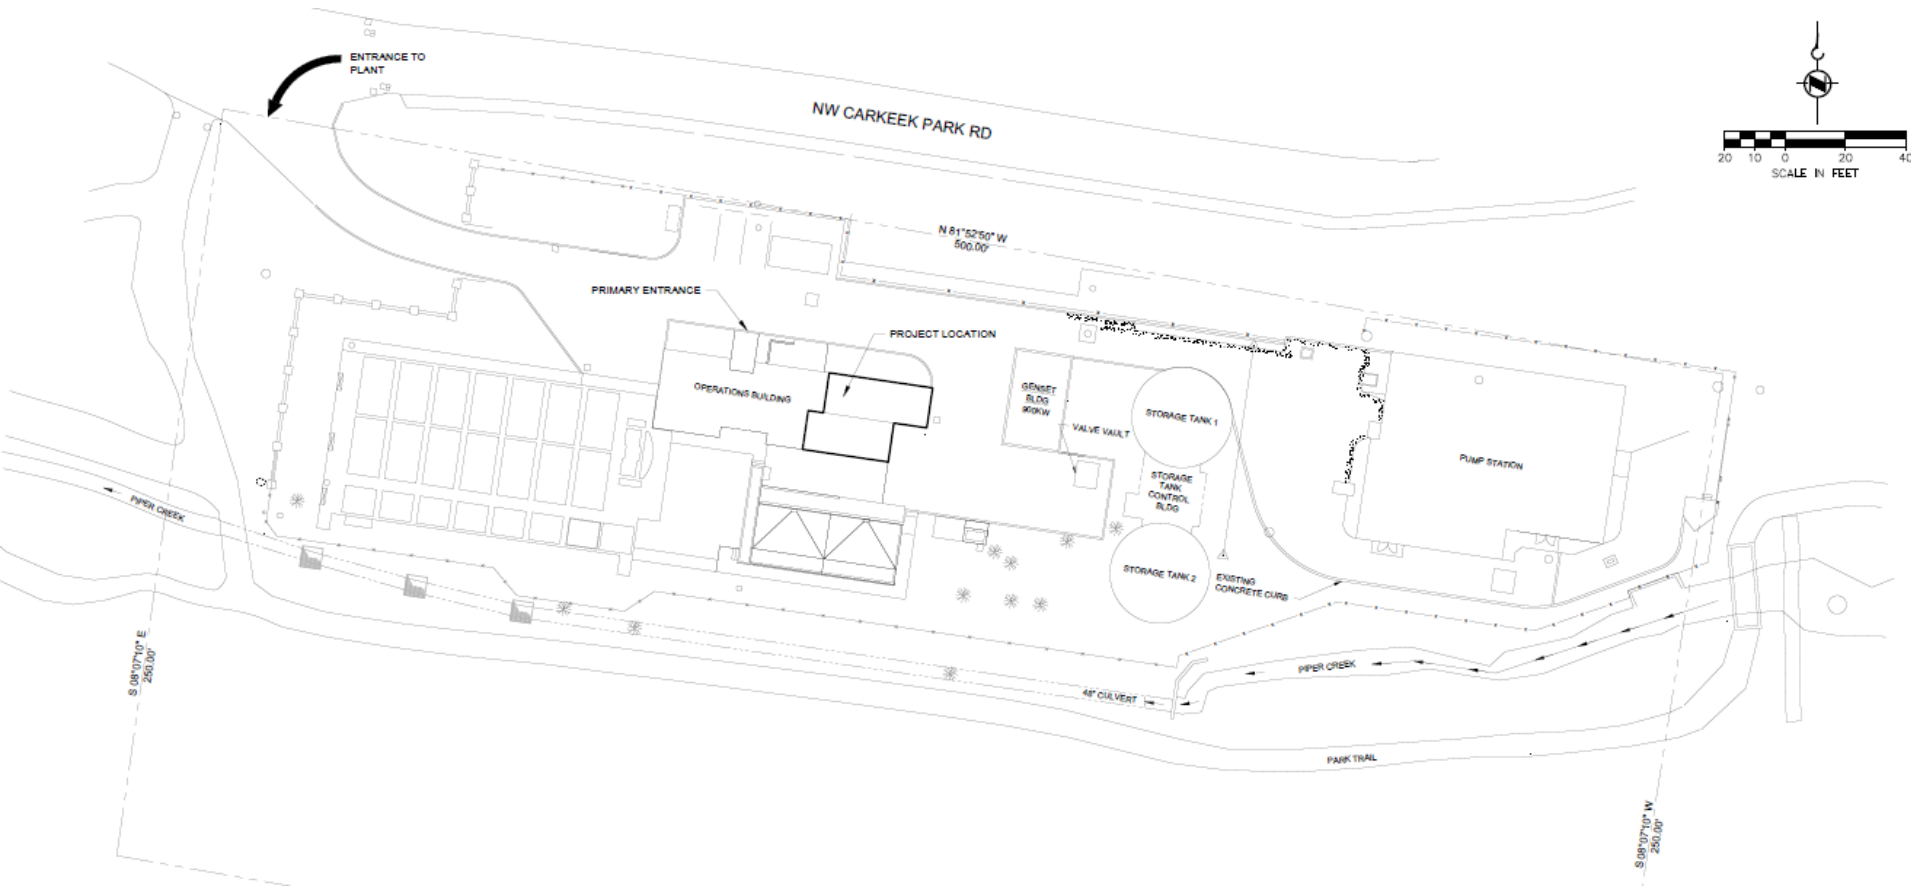 ENTRANCE TO
PLANT
NW CARKEEK PARK RD
20 10 0 20 40
SCALE IN FEET
N 81°52'50" W
500.00'
PRIMARY ENTRANCE
PROJECT LOCATION
OPERATIONS BUILDING
GENSET
BLDG
900KW
VALVE VAULT
STORAGE TANK 1
STORAGE
TANK
CONTROL
BLDG
PUMP STATION
PIPER CREEK
STORAGE TANK 2
EXISTING
CONCRETE CURB
S 08°07'10" E
250.00'
PIPER CREEK
48" CULVERT
PARK TRAIL
S 08°07'10" W
250.00'